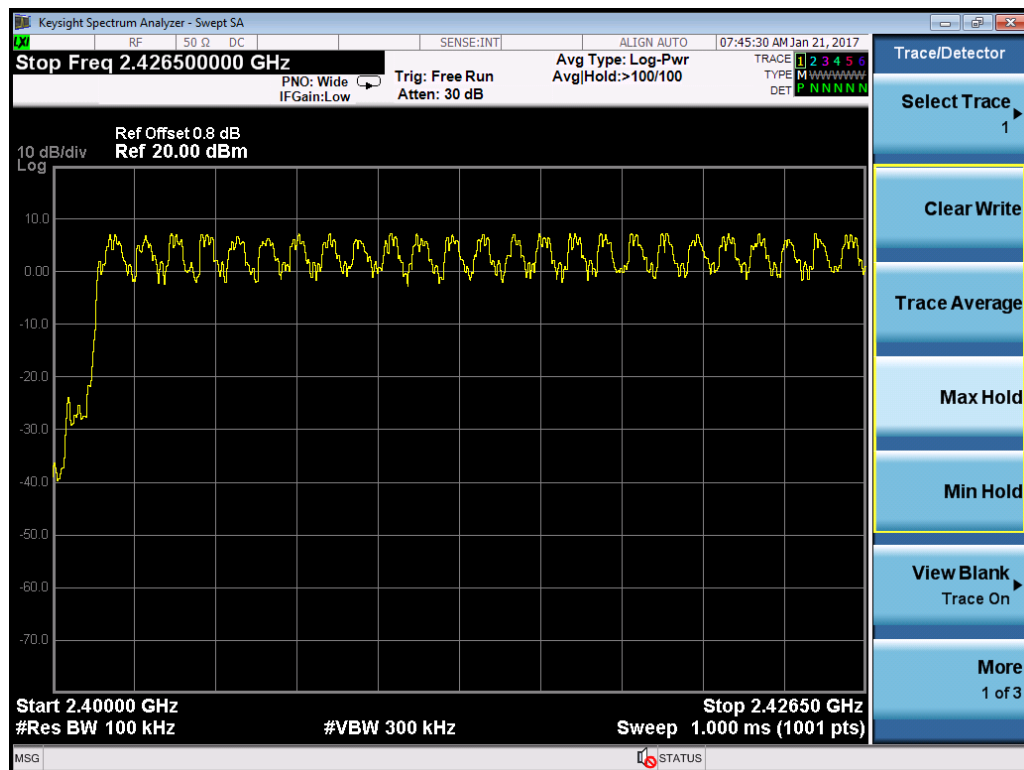 Keysight Spectrum Analyzer - Swept SA
LXI RF 50 Ω DC SENSE:INT ALIGN AUTO 07:45:30 AM Jan 21, 2017
Stop Freq 2.426500000 GHz
PNO: Wide
IFGain:Low
Trig: Free Run
Atten: 30 dB
Avg Type: Log-Pwr
Avg|Hold:>100/100
TRACE 1 2 3 4 5 6
TYPE M WWWWW
DET P N N N N N
Ref Offset 0.8 dB
10 dB/div Ref 20.00 dBm
Log
10.0
0.00
-10.0
-20.0
-30.0
-40.0
-50.0
-60.0
-70.0
Start 2.40000 GHz Stop 2.42650 GHz
#Res BW 100 kHz #VBW 300 kHz Sweep 1.000 ms (1001 pts)
MSG STATUS
Trace/Detector
Select Trace
1
Clear Write
Trace Average
Max Hold
Min Hold
View Blank
Trace On
More
1 of 3